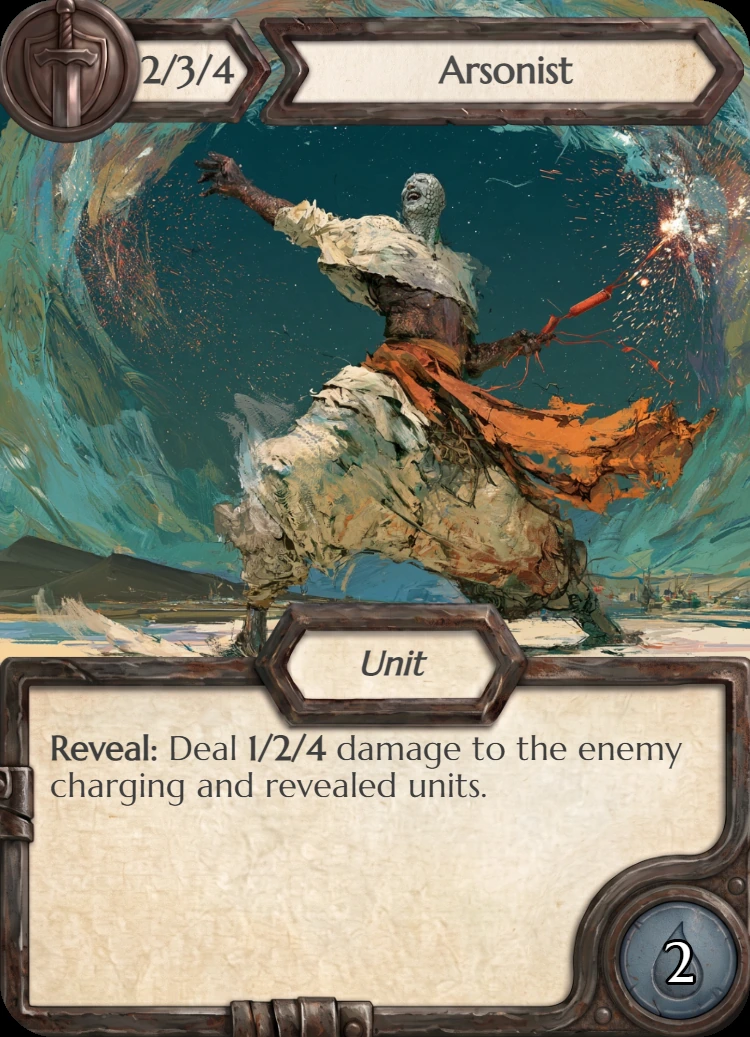 2/3/4
Arsonist
Unit
Reveal: Deal 1/2/4 damage to the enemy
charging and revealed units.
2